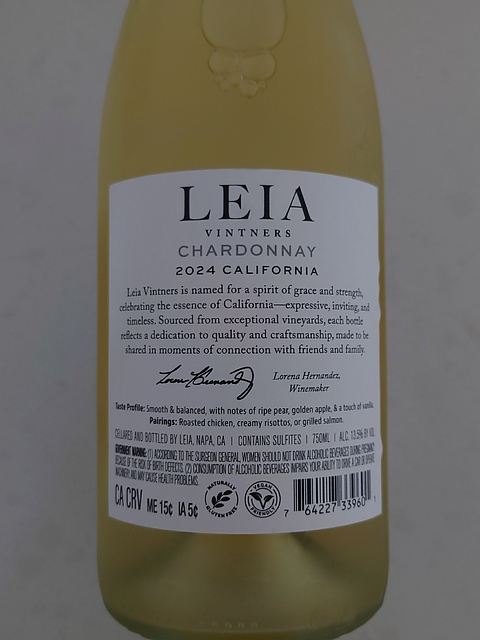 LEIA
VINTNERS
CHARDONNAY
2024 CALIFORNIA
Leia Vintners is named for a spirit of grace and strength,
celebrating the essence of California—expressive, inviting, and
timeless. Sourced from exceptional vineyards, each bottle
reflects a dedication to quality and craftsmanship, made to be
shared in moments of connection with friends and family.
Lorena Hernandez,
Winemaker
Taste Profile: Smooth & balanced, with notes of ripe pear, golden apple, & a touch of vanilla.
Pairings: Roasted chicken, creamy risottos, or grilled salmon.
CELLARED AND BOTTLED BY LEIA, NAPA, CA | CONTAINS SULFITES | 750ML | ALC. 13.5% BY VOL.
GOVERNMENT WARNING: (1) ACCORDING TO THE SURGEON GENERAL, WOMEN SHOULD NOT DRINK ALCOHOLIC BEVERAGES DURING PREGNANCY
BECAUSE OF THE RISK OF BIRTH DEFECTS. (2) CONSUMPTION OF ALCOHOLIC BEVERAGES IMPAIRS YOUR ABILITY TO DRIVE A CAR OR OPERATE
MACHINERY, AND MAY CAUSE HEALTH PROBLEMS.
CA CRV ME 15¢ IA 5¢
NATURALLY GLUTEN FREE
VEGAN FRIENDLY
7 64227 33960